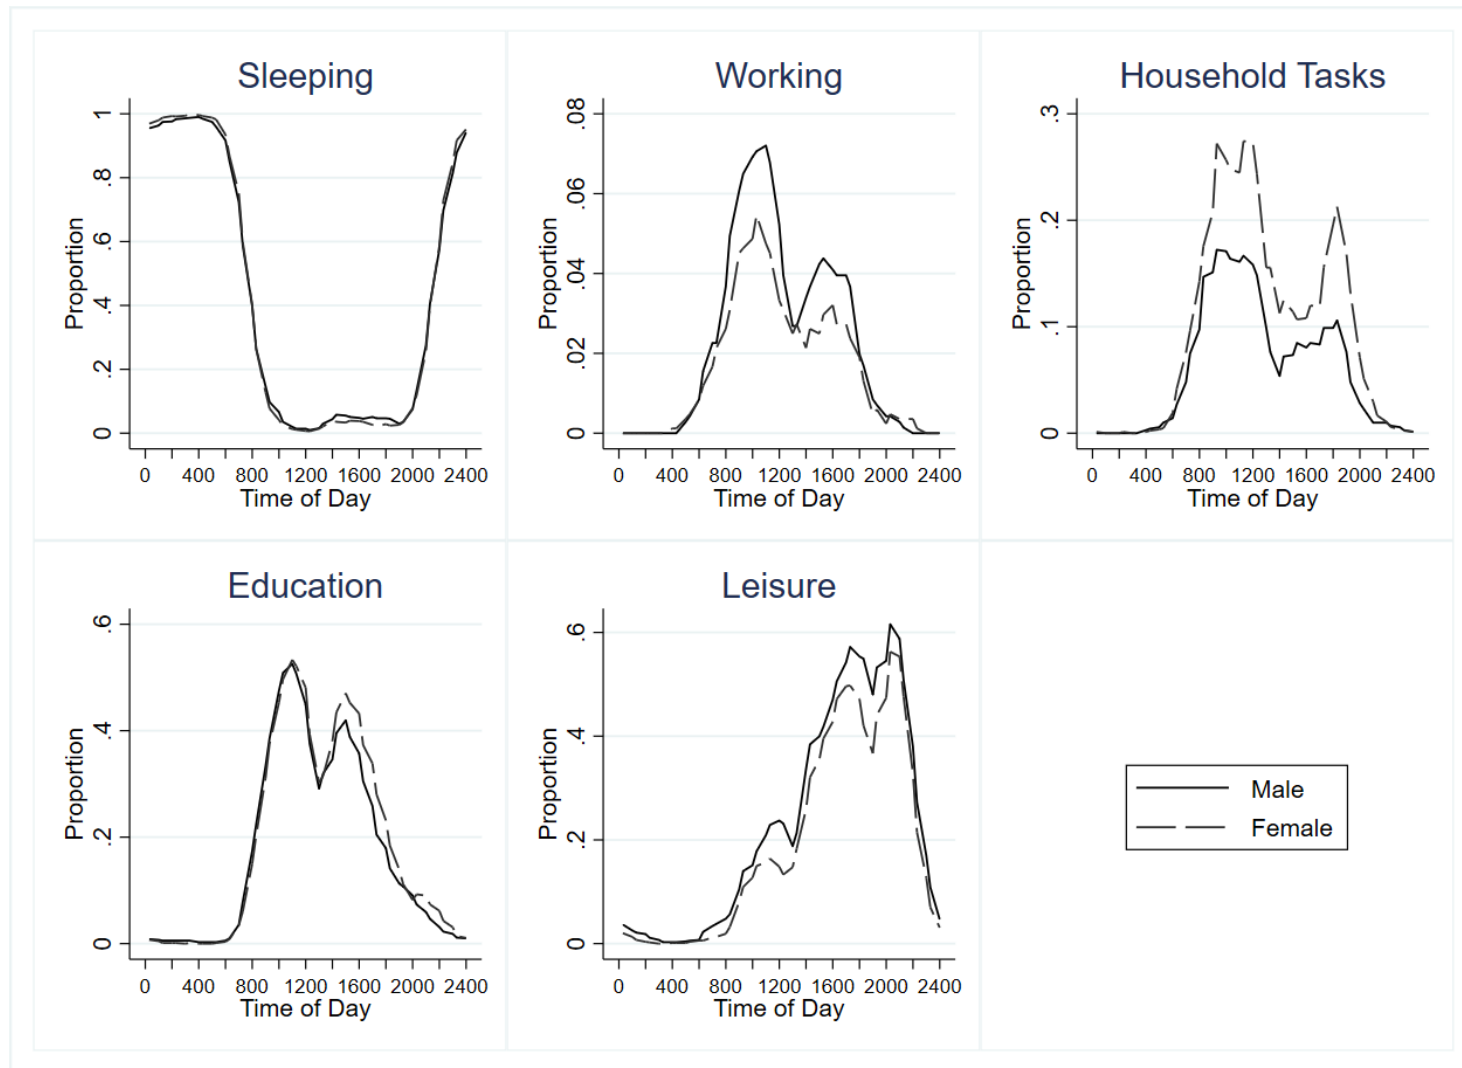 Sleeping
Proportion
1
.8
.6
.4
.2
0
0 400 800 1200 1600 2000 2400
Time of Day
Working
Proportion
.08
.06
.04
.02
0
0 400 800 1200 1600 2000 2400
Time of Day
Household Tasks
Proportion
.3
.2
.1
0
0 400 800 1200 1600 2000 2400
Time of Day
Education
Proportion
.6
.4
.2
0
0 400 800 1200 1600 2000 2400
Time of Day
Leisure
Proportion
.6
.4
.2
0
0 400 800 1200 1600 2000 2400
Time of Day
Male
Female